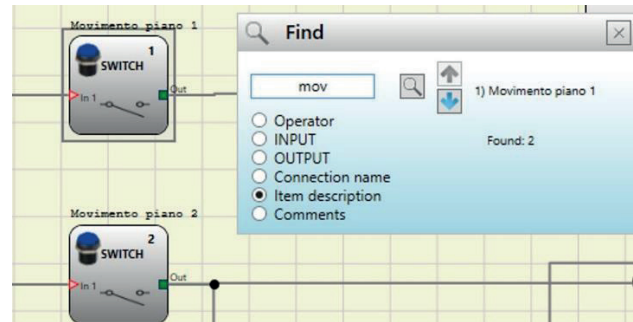 Movimento piano 1
1
SWITCH
In 1
Out
Movimento piano 2
2
SWITCH
In 1
Out
Find
mov
1) Movimento piano 1
Found: 2
Operator
INPUT
OUTPUT
Connection name
Item description
Comments